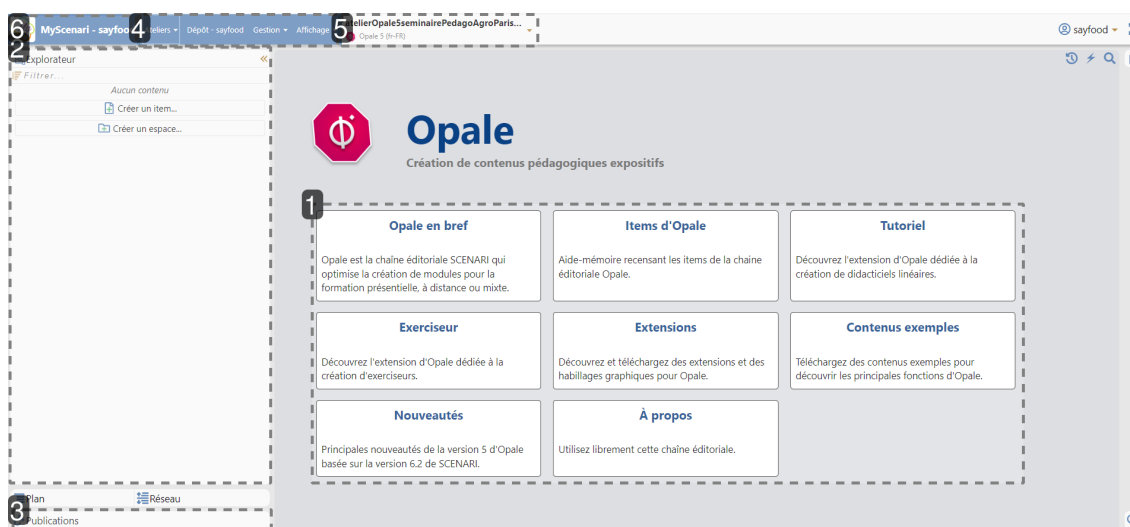 6
MyScenari - sayfood
4
Ateliers
Dépôt - sayfood
Gestion
Affichage
5
AtelierOpale5seminairePedagoAgroParis...
Opale 5 (fr-FR)
sayfood
2
Explorateur
Filtrer...
Aucun contenu
Créer un item...
Créer un espace...
Opale
Création de contenus pédagogiques expositifs
1
Opale en bref
Opale est la chaîne éditoriale SCENARI qui
optimise la création de modules pour la
formation présentielle, à distance ou mixte.
Items d'Opale
Aide-mémoire recensant les items de la chaine
éditoriale Opale.
Tutoriel
Découvrez l'extension d'Opale dédiée à la
création de didacticiels linéaires.
Exerciseur
Découvrez l'extension d'Opale dédiée à la
création d'exerciseurs.
Extensions
Découvrez et téléchargez des extensions et des
habillages graphiques pour Opale.
Contenus exemples
Téléchargez des contenus exemples pour
découvrir les principales fonctions d'Opale.
Nouveautés
Principales nouveautés de la version 5 d'Opale
basée sur la version 6.2 de SCENARI.
À propos
Utilisez librement cette chaîne éditoriale.
Plan
Réseau
3
Publications